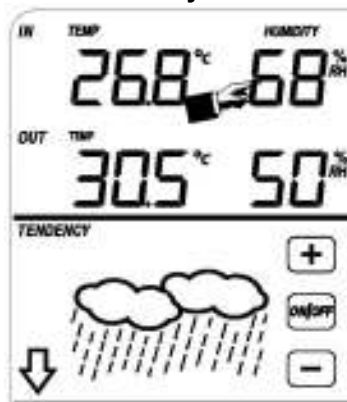 IN TEMP HUMIDITY
26.8 °C 68 % RH
OUT TEMP
30.5 °C 50 % RH
TENDENCY
+
ON/OFF
−